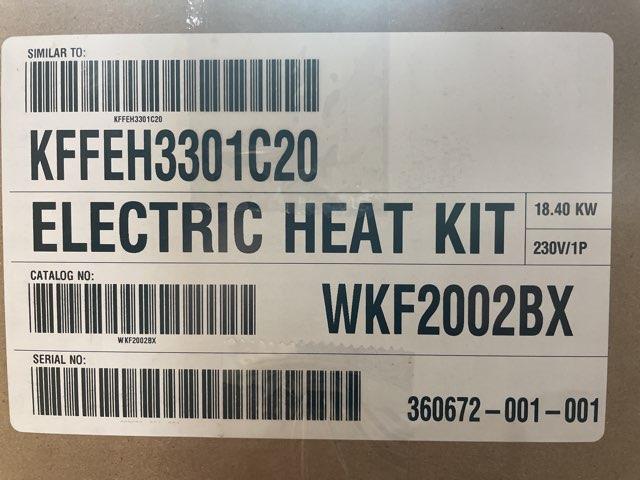 SIMILAR TO:
KFFEH3301C20
KFFEH3301C20
ELECTRIC HEAT KIT
18.40 KW
230V/1P
CATALOG NO:
WKF2002BX
WKF2002BX
SERIAL NO:
360672-001-001